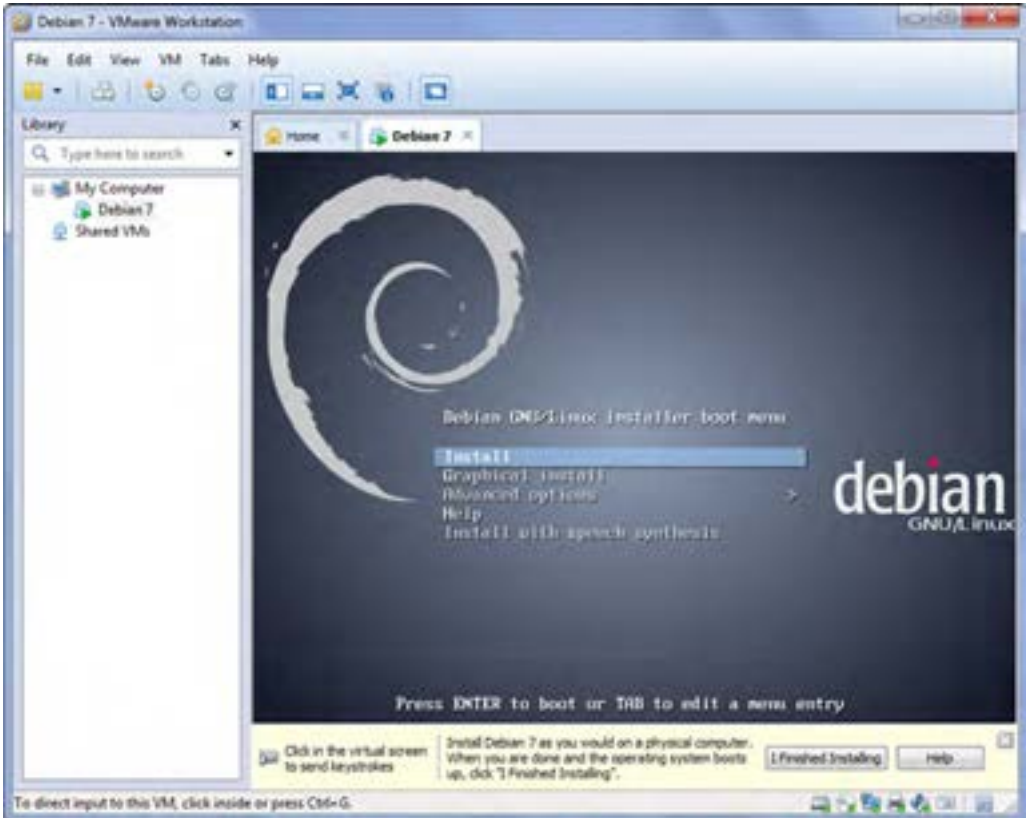 Debian 7 - VMware Workstation
File Edit View VM Tabs Help
Library
Type here to search
My Computer
Debian 7
Shared VMs
Home
Debian 7
Debian GNU/Linux installer boot menu
Install
Graphical install
Advanced options >
Help
Install with speech synthesis
debian
GNU/Linux
Press ENTER to boot or TAB to edit a menu entry
Click in the virtual screen
to send keystrokes
Install Debian 7 as you would on a physical computer.
When you are done and the operating system boots
up, click "I Finished Installing".
I Finished Installing
Help
To direct input to this VM, click inside or press Ctrl+G.